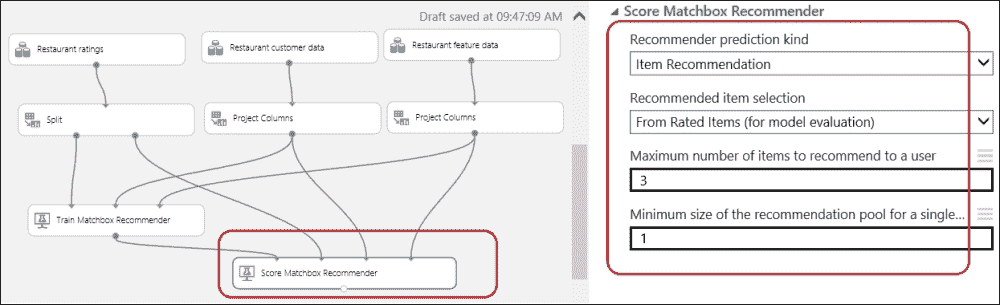 Draft saved at 09:47:09 AM
Restaurant ratings
Restaurant customer data
Restaurant feature data
Split
Project Columns
Project Columns
Train Matchbox Recommender
Score Matchbox Recommender
Score Matchbox Recommender
Recommender prediction kind
Item Recommendation
Recommended item selection
From Rated Items (for model evaluation)
Maximum number of items to recommend to a user
3
Minimum size of the recommendation pool for a single...
1